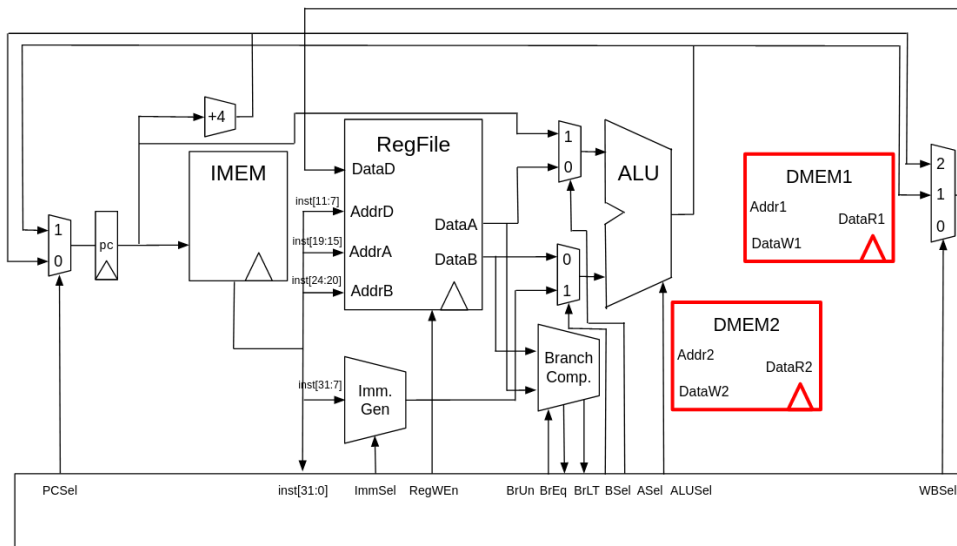 +4
RegFile
IMEM
ALU
DMEM1
DMEM2
DataD
inst[11:7]
AddrD
inst[19:15]
AddrA
inst[24:20]
AddrB
DataA
DataB
1
0
pc
1
0
0
1
2
1
0
Addr1
DataR1
DataW1
Addr2
DataR2
DataW2
inst[31:7]
Imm.
Gen
Branch
Comp.
PCSel
inst[31:0]
ImmSel
RegWEn
BrUn
BrEq
BrLT
BSel
ASel
ALUSel
WBSel